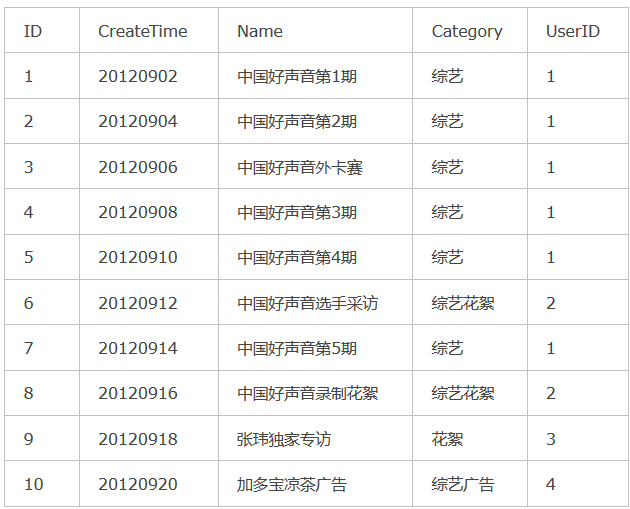 ID CreateTime Name Category UserID
1 20120902 中国好声音第1期 综艺 1
2 20120904 中国好声音第2期 综艺 1
3 20120906 中国好声音外卡赛 综艺 1
4 20120908 中国好声音第3期 综艺 1
5 20120910 中国好声音第4期 综艺 1
6 20120912 中国好声音选手采访 综艺花絮 2
7 20120914 中国好声音第5期 综艺 1
8 20120916 中国好声音录制花絮 综艺花絮 2
9 20120918 张玮独家专访 花絮 3
10 20120920 加多宝凉茶广告 综艺广告 4